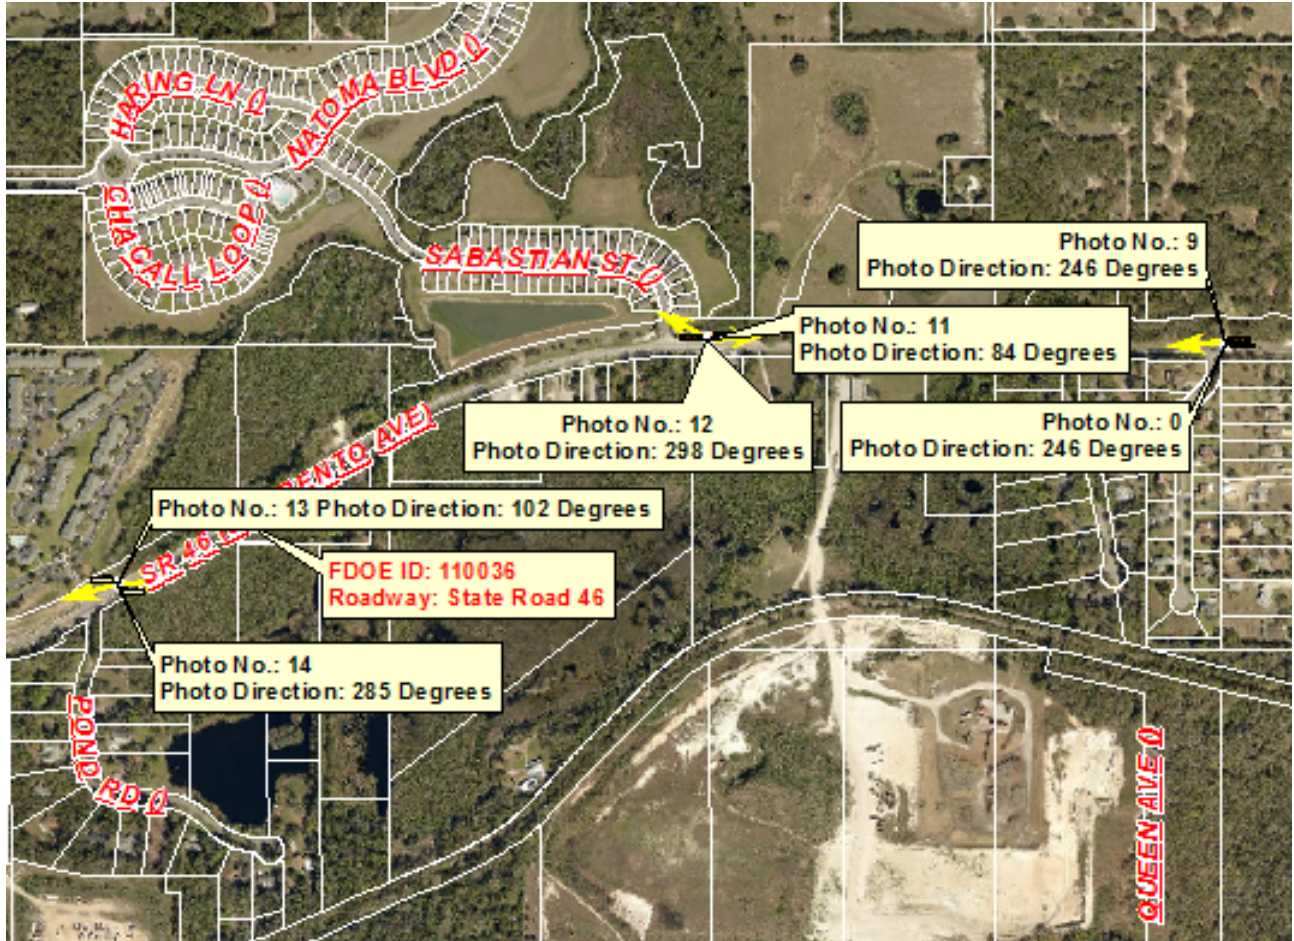 HARING LN ()
NATOMA BLVD ()
CHACALL LOOP ()
SABASTIAN ST ()
Photo No.: 9
Photo Direction: 246 Degrees
Photo No.: 11
Photo Direction: 84 Degrees
Photo No.: 12
Photo Direction: 298 Degrees
Photo No.: 0
Photo Direction: 246 Degrees
SR 46 ENTO AVE)
Photo No.: 13 Photo Direction: 102 Degrees
FDOE ID: 110036
Roadway: State Road 46
Photo No.: 14
Photo Direction: 285 Degrees
POND RD ()
QUEEN AVE ()